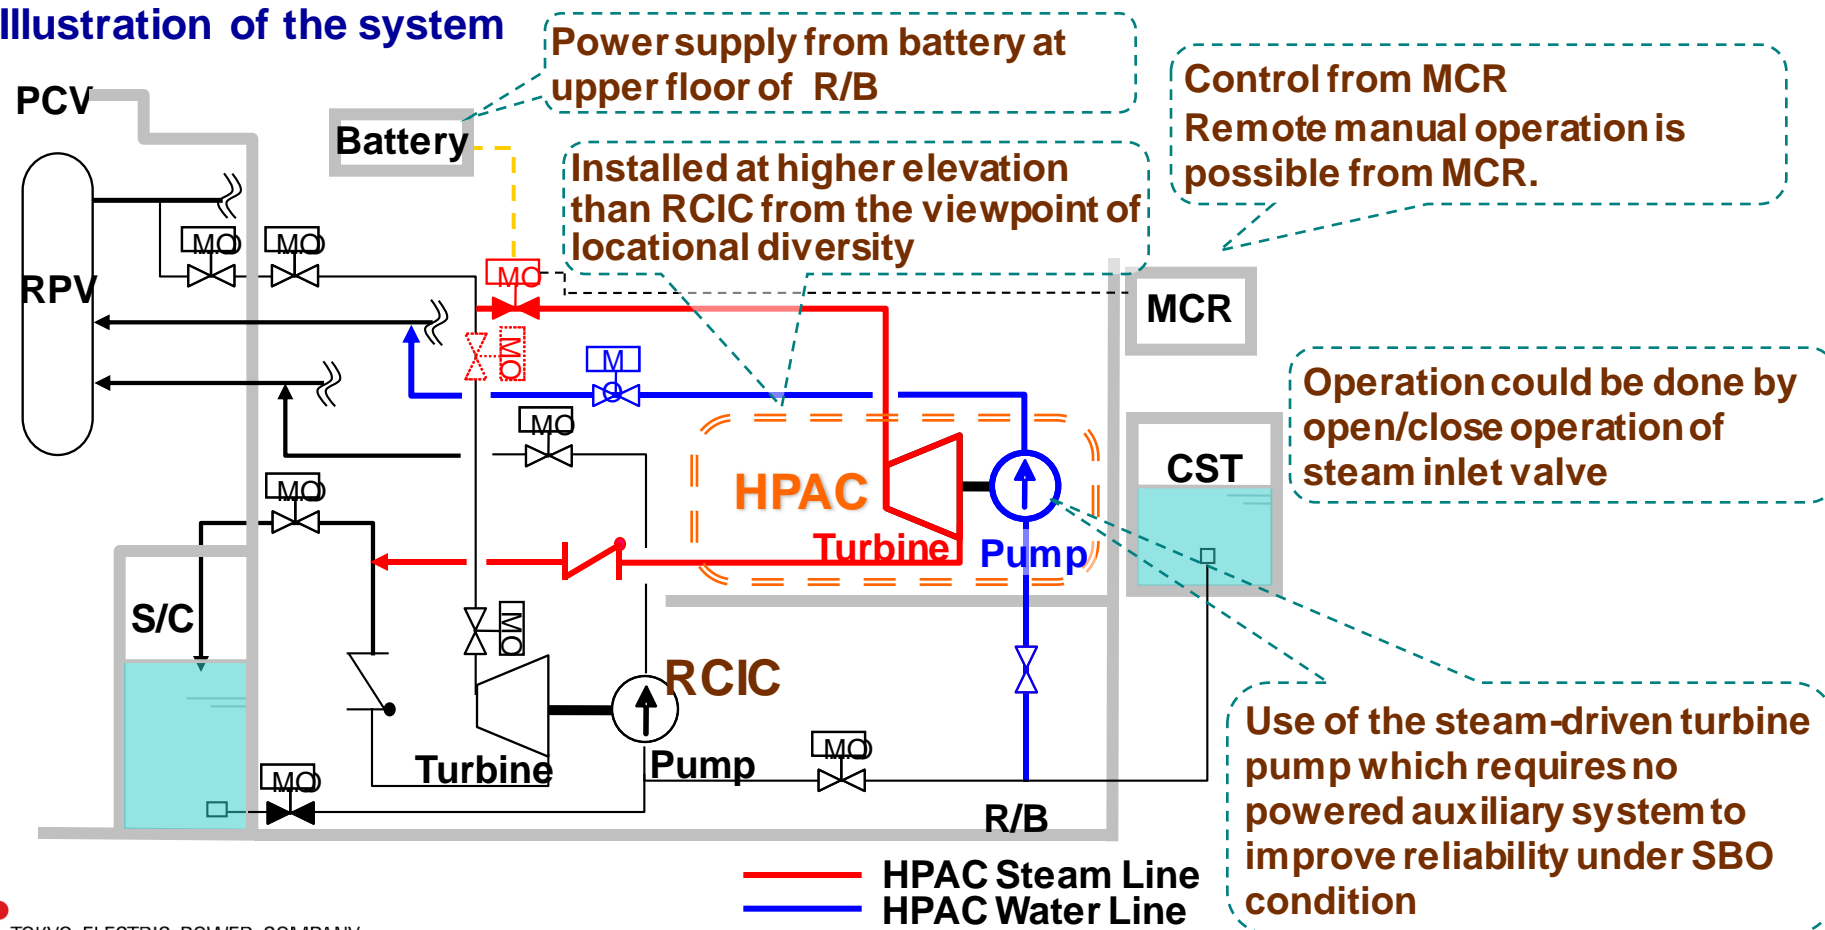 Illustration of the system
Power supply from battery at
upper floor of R/B
Control from MCR
Remote manual operation is
possible from MCR.
PCV
Battery
Installed at higher elevation
than RCIC from the viewpoint of
locational diversity
MO
MO
MO
RPV
MCR
MO
M
Operation could be done by
open/close operation of
steam inlet valve
MO
CST
HPAC
MO
Turbine
Pump
S/C
MO
RCIC
Use of the steam-driven turbine
pump which requires no
powered auxiliary system to
improve reliability under SBO
condition
MO
Turbine
Pump
MO
R/B
HPAC Steam Line
HPAC Water Line
TOKYO ELECTRIC POWER COMPANY